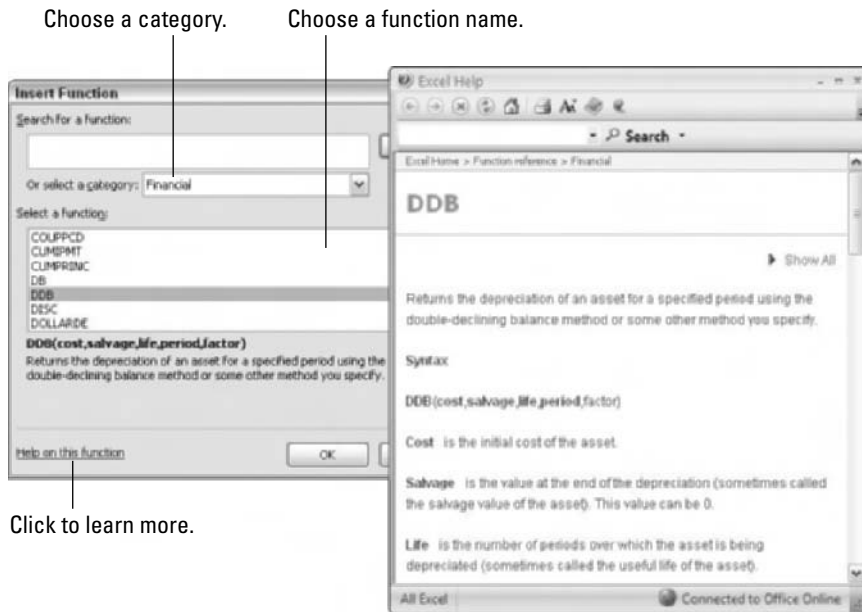 Choose a category.
Choose a function name.
Insert Function
Search for a function:
Or select a category: Financial
Select a function:
COUPPCD
CUMIPMT
CUMPRINC
DB
DDB
DISC
DOLLARDE
DDB(cost,salvage,life,period,factor)
Returns the depreciation of an asset for a specified period using the
double-declining balance method or some other method you specify.
Help on this function
OK
Click to learn more.
Excel Help
Search
Excel Home > Function reference > Financial
DDB
Show All
Returns the depreciation of an asset for a specified period using the
double-declining balance method or some other method you specify.
Syntax
DDB(cost,salvage,life,period,factor)
Cost is the initial cost of the asset.
Salvage is the value at the end of the depreciation (sometimes called
the salvage value of the asset). This value can be 0.
Life is the number of periods over which the asset is being
depreciated (sometimes called the useful life of the asset).
All Excel
Connected to Office Online